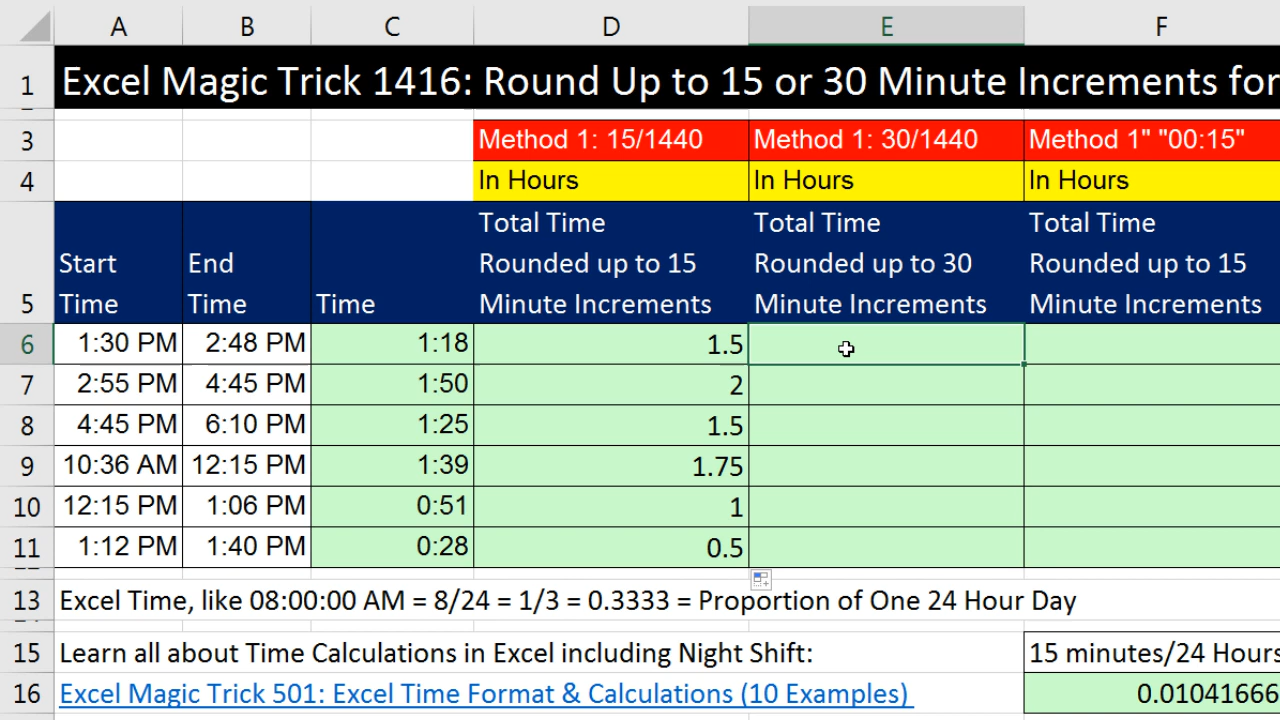 A B C D E F
1 Excel Magic Trick 1416: Round Up to 15 or 30 Minute Increments for
3 Method 1: 15/1440 Method 1: 30/1440 Method 1" "00:15"
4 In Hours In Hours In Hours
Total Time Total Time Total Time
Start End Rounded up to 15 Rounded up to 30 Rounded up to 15
5 Time Time Time Minute Increments Minute Increments Minute Increments
6 1:30 PM 2:48 PM 1:18 1.5
7 2:55 PM 4:45 PM 1:50 2
8 4:45 PM 6:10 PM 1:25 1.5
9 10:36 AM 12:15 PM 1:39 1.75
10 12:15 PM 1:06 PM 0:51 1
11 1:12 PM 1:40 PM 0:28 0.5
13 Excel Time, like 08:00:00 AM = 8/24 = 1/3 = 0.3333 = Proportion of One 24 Hour Day
15 Learn all about Time Calculations in Excel including Night Shift: 15 minutes/24 Hours
16 Excel Magic Trick 501: Excel Time Format & Calculations (10 Examples) 0.01041666